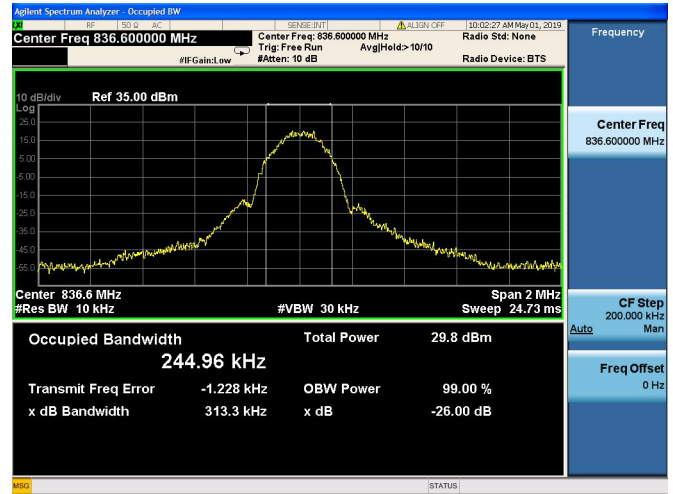 Agilent Spectrum Analyzer - Occupied BW
RF 50 Ω AC SENSE:INT ALIGN OFF 10:02:27 AM May 01, 2019
Center Freq 836.600000 MHz
Center Freq: 836.600000 MHz Radio Std: None
Trig: Free Run Avg|Hold:> 10/10
#IFGain:Low #Atten: 10 dB Radio Device: BTS
10 dB/div Ref 35.00 dBm
Log
25.0
15.0
5.00
-5.00
-15.0
-25.0
-35.0
-45.0
-55.0
Center 836.6 MHz Span 2 MHz
#Res BW 10 kHz #VBW 30 kHz Sweep 24.73 ms
Occupied Bandwidth Total Power 29.8 dBm
244.96 kHz
Transmit Freq Error -1.228 kHz OBW Power 99.00 %
x dB Bandwidth 313.3 kHz x dB -26.00 dB
MSG STATUS
Frequency
Center Freq
836.600000 MHz
CF Step
200.000 kHz
Auto Man
Freq Offset
0 Hz